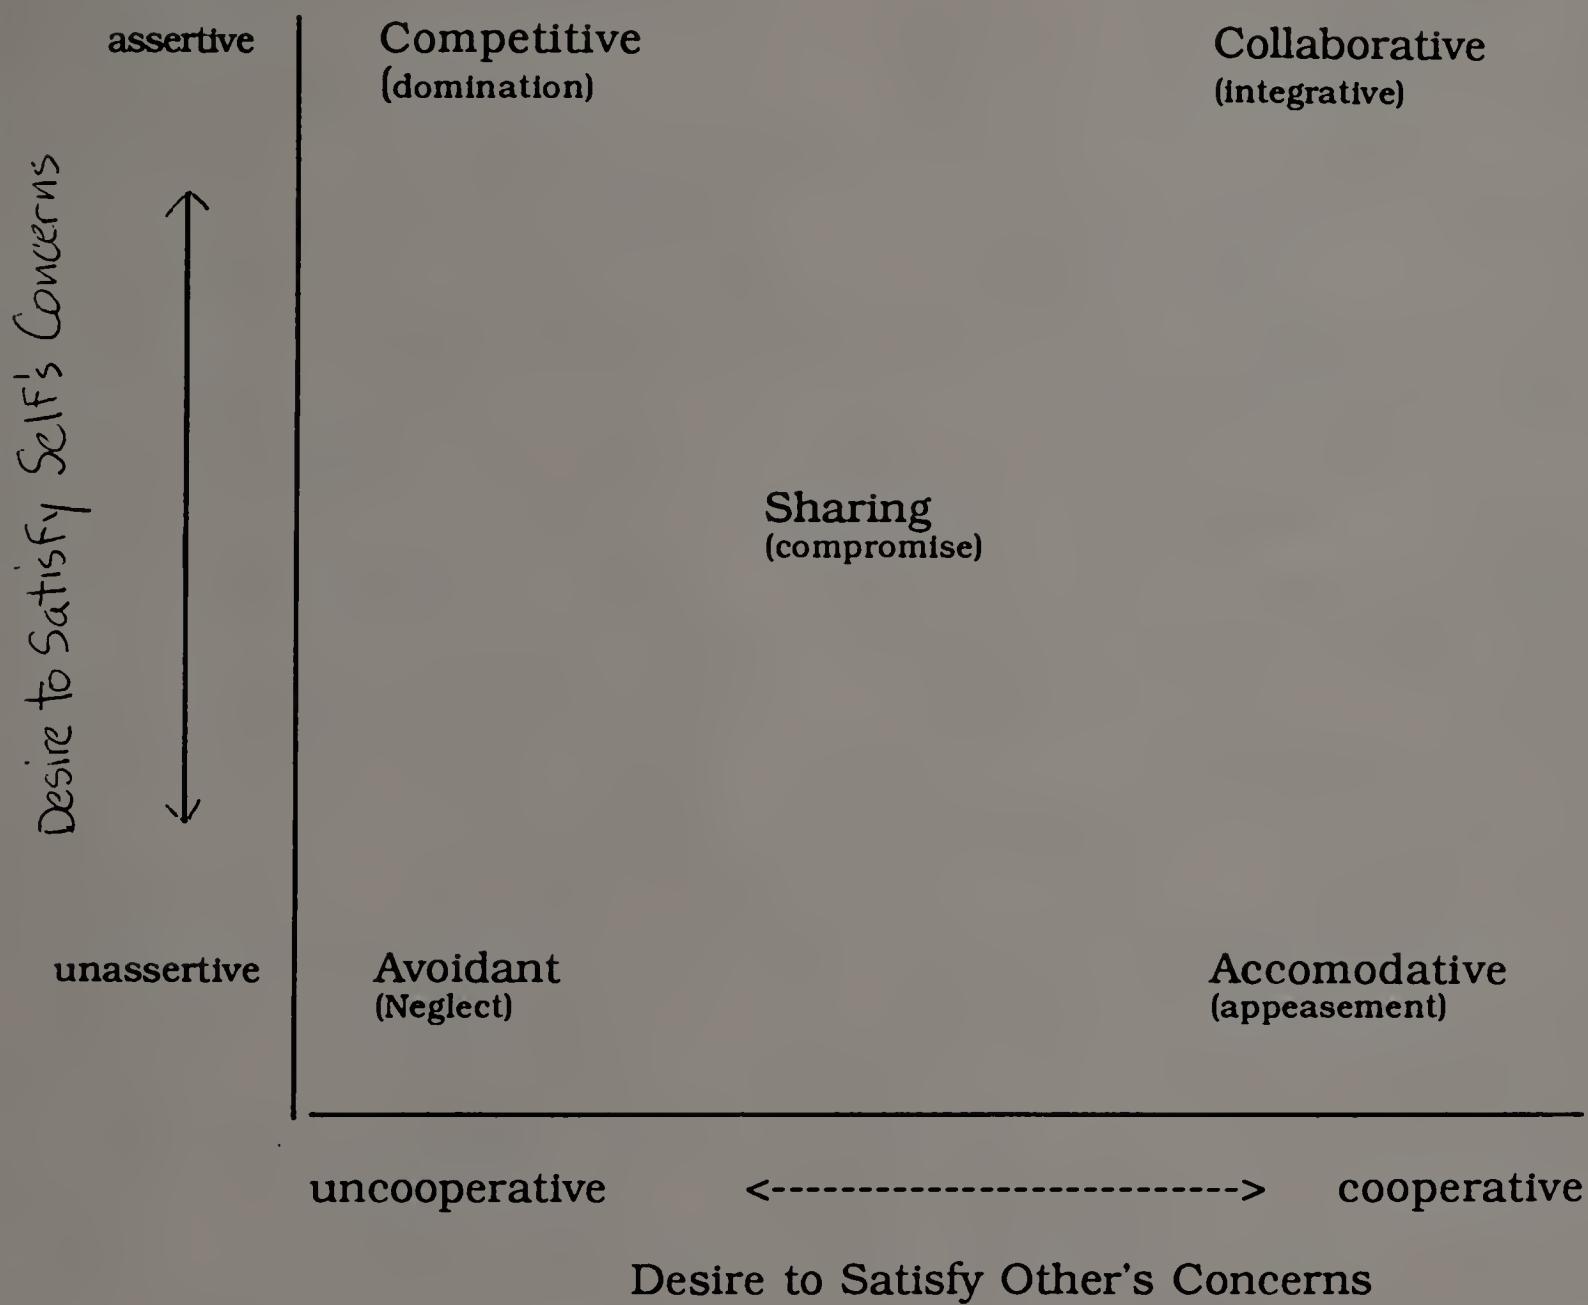 assertive
Competitive
(domination)
Collaborative
(integrative)
Desire to Satisfy Self's Concerns
Sharing
(compromise)
unassertive
Avoidant
(Neglect)
Accomodative
(appeasement)
uncooperative <--------------------------> cooperative
Desire to Satisfy Other's Concerns